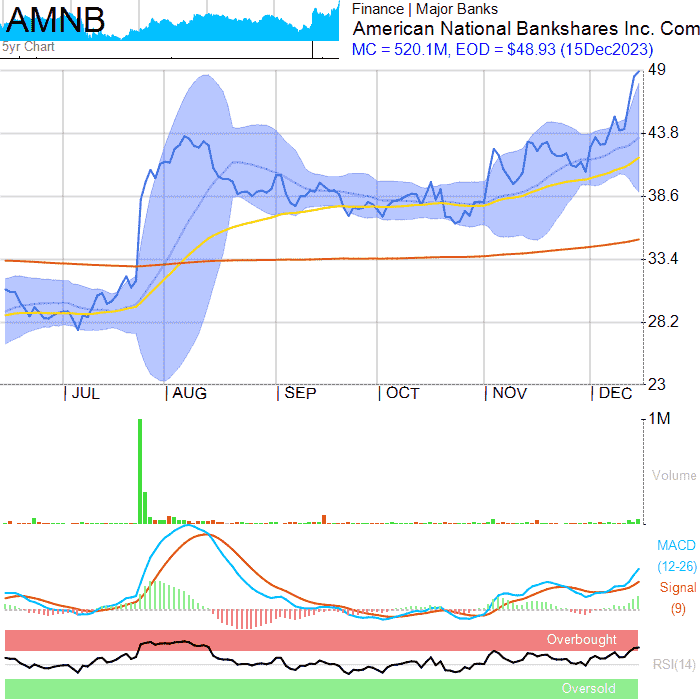 AMNB
5yr Chart
Finance | Major Banks
American National Bankshares Inc. Com
MC = 520.1M, EOD = $48.93 (15Dec2023)
49
43.8
38.6
33.4
28.2
23
JUL AUG SEP OCT NOV DEC
1M
Volume
MACD
(12-26)
Signal
(9)
Overbought
RSI(14)
Oversold